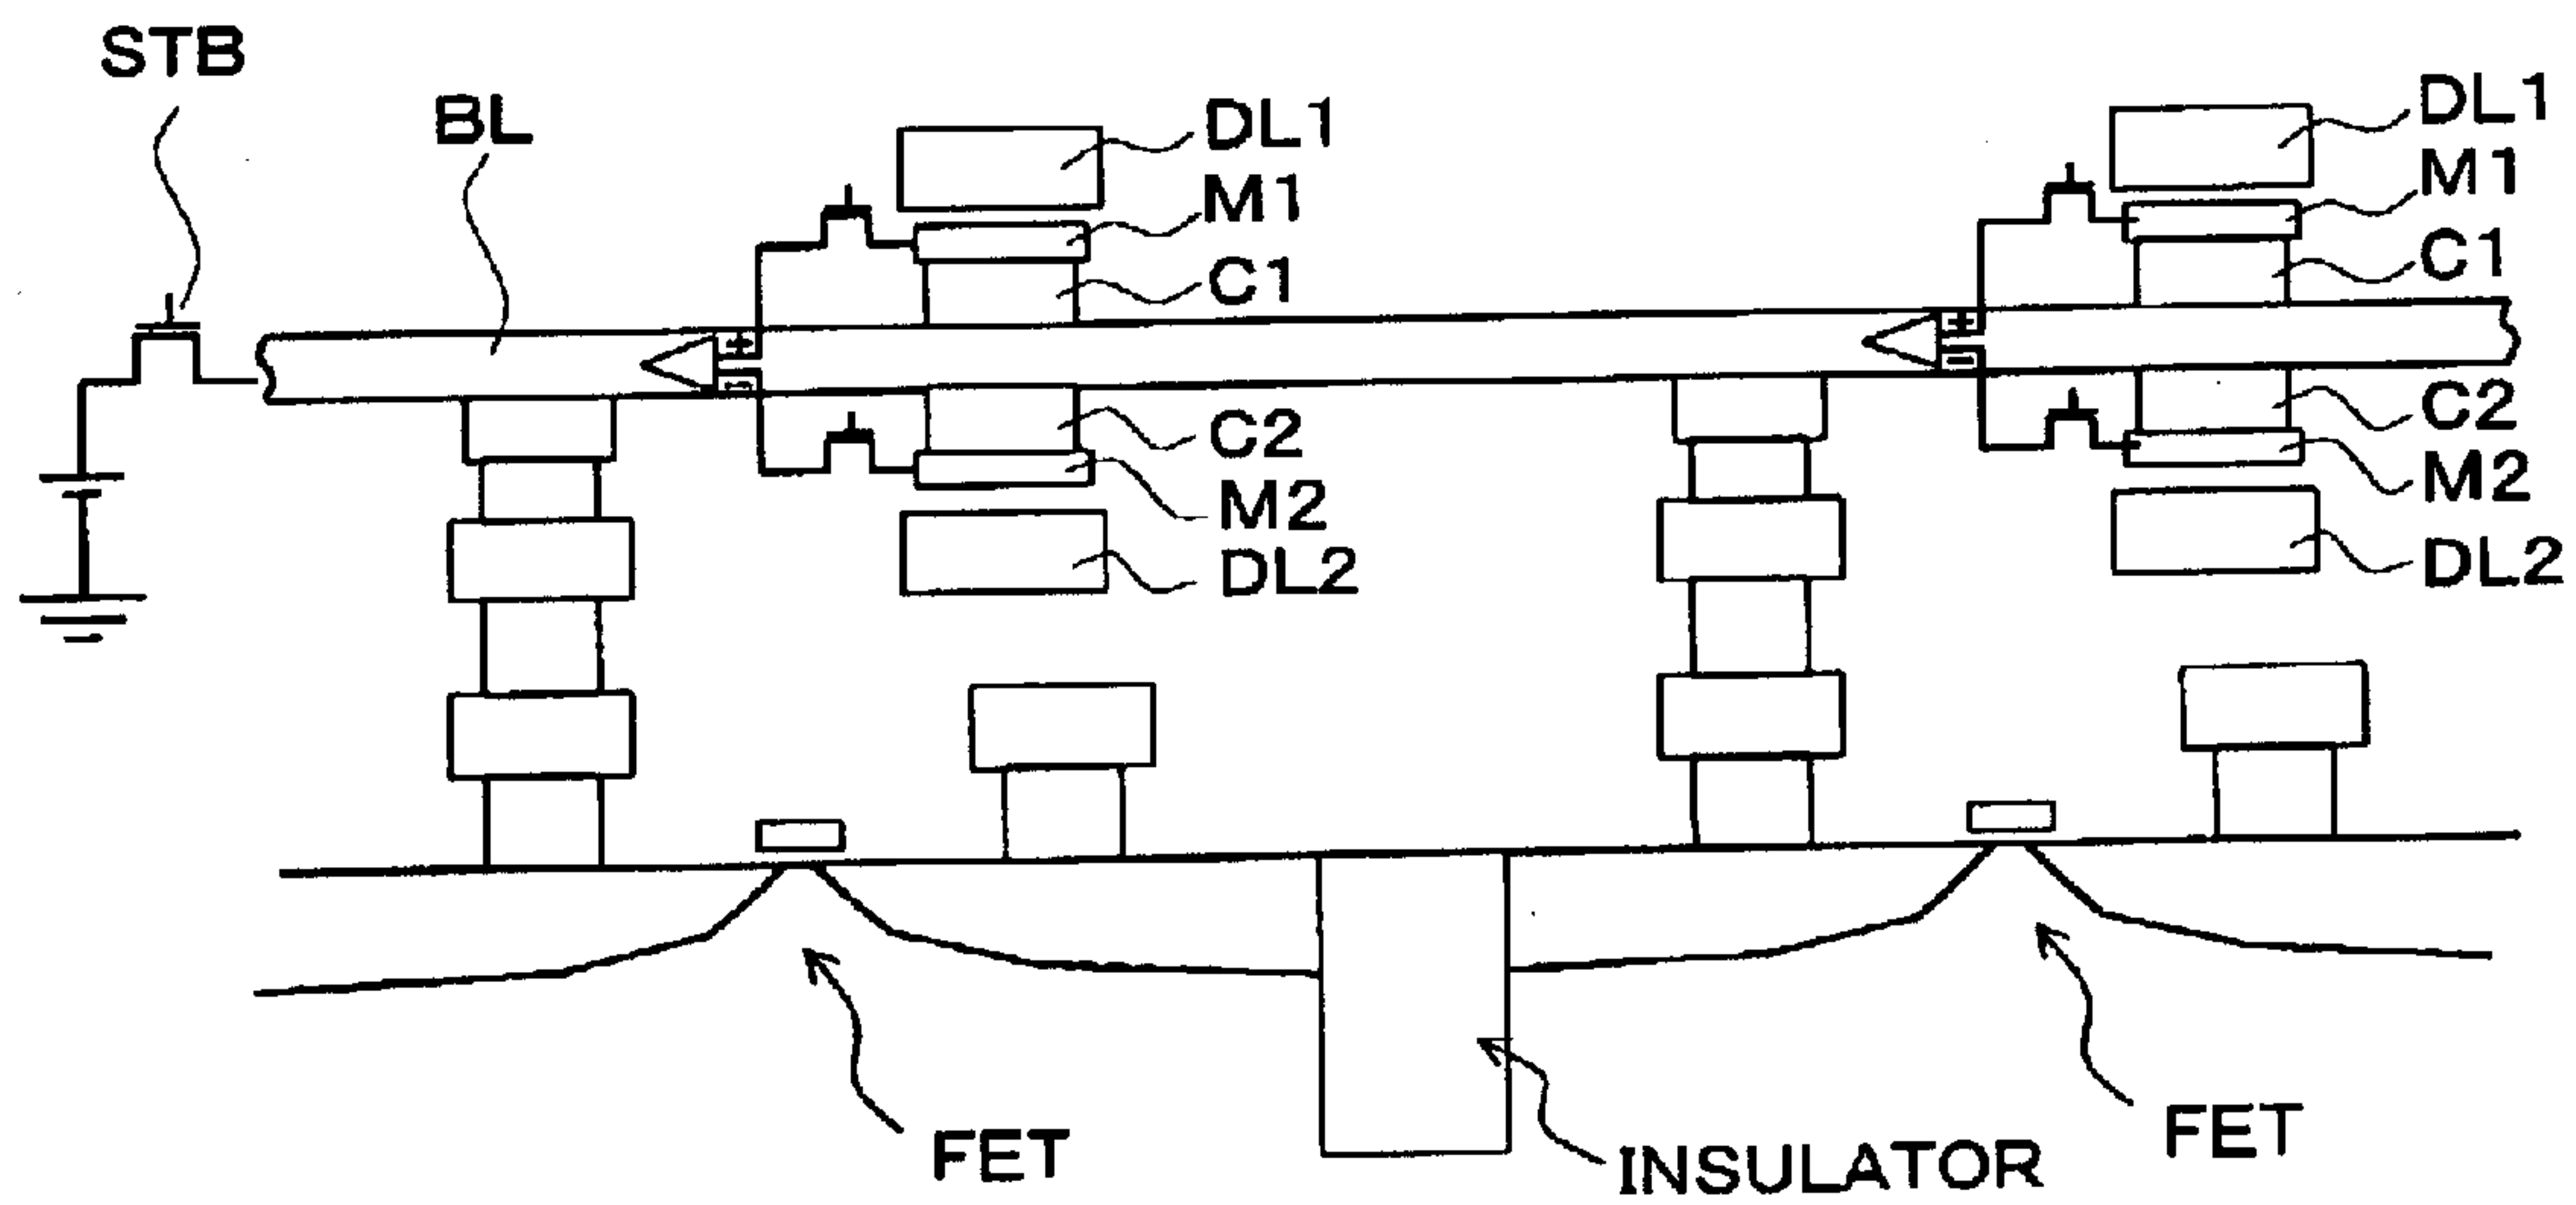 STB
BL
DL1
M1
C1
C2
M2
DL2
DL1
M1
C1
C2
M2
DL2
+
-
+
-
FET
INSULATOR
FET